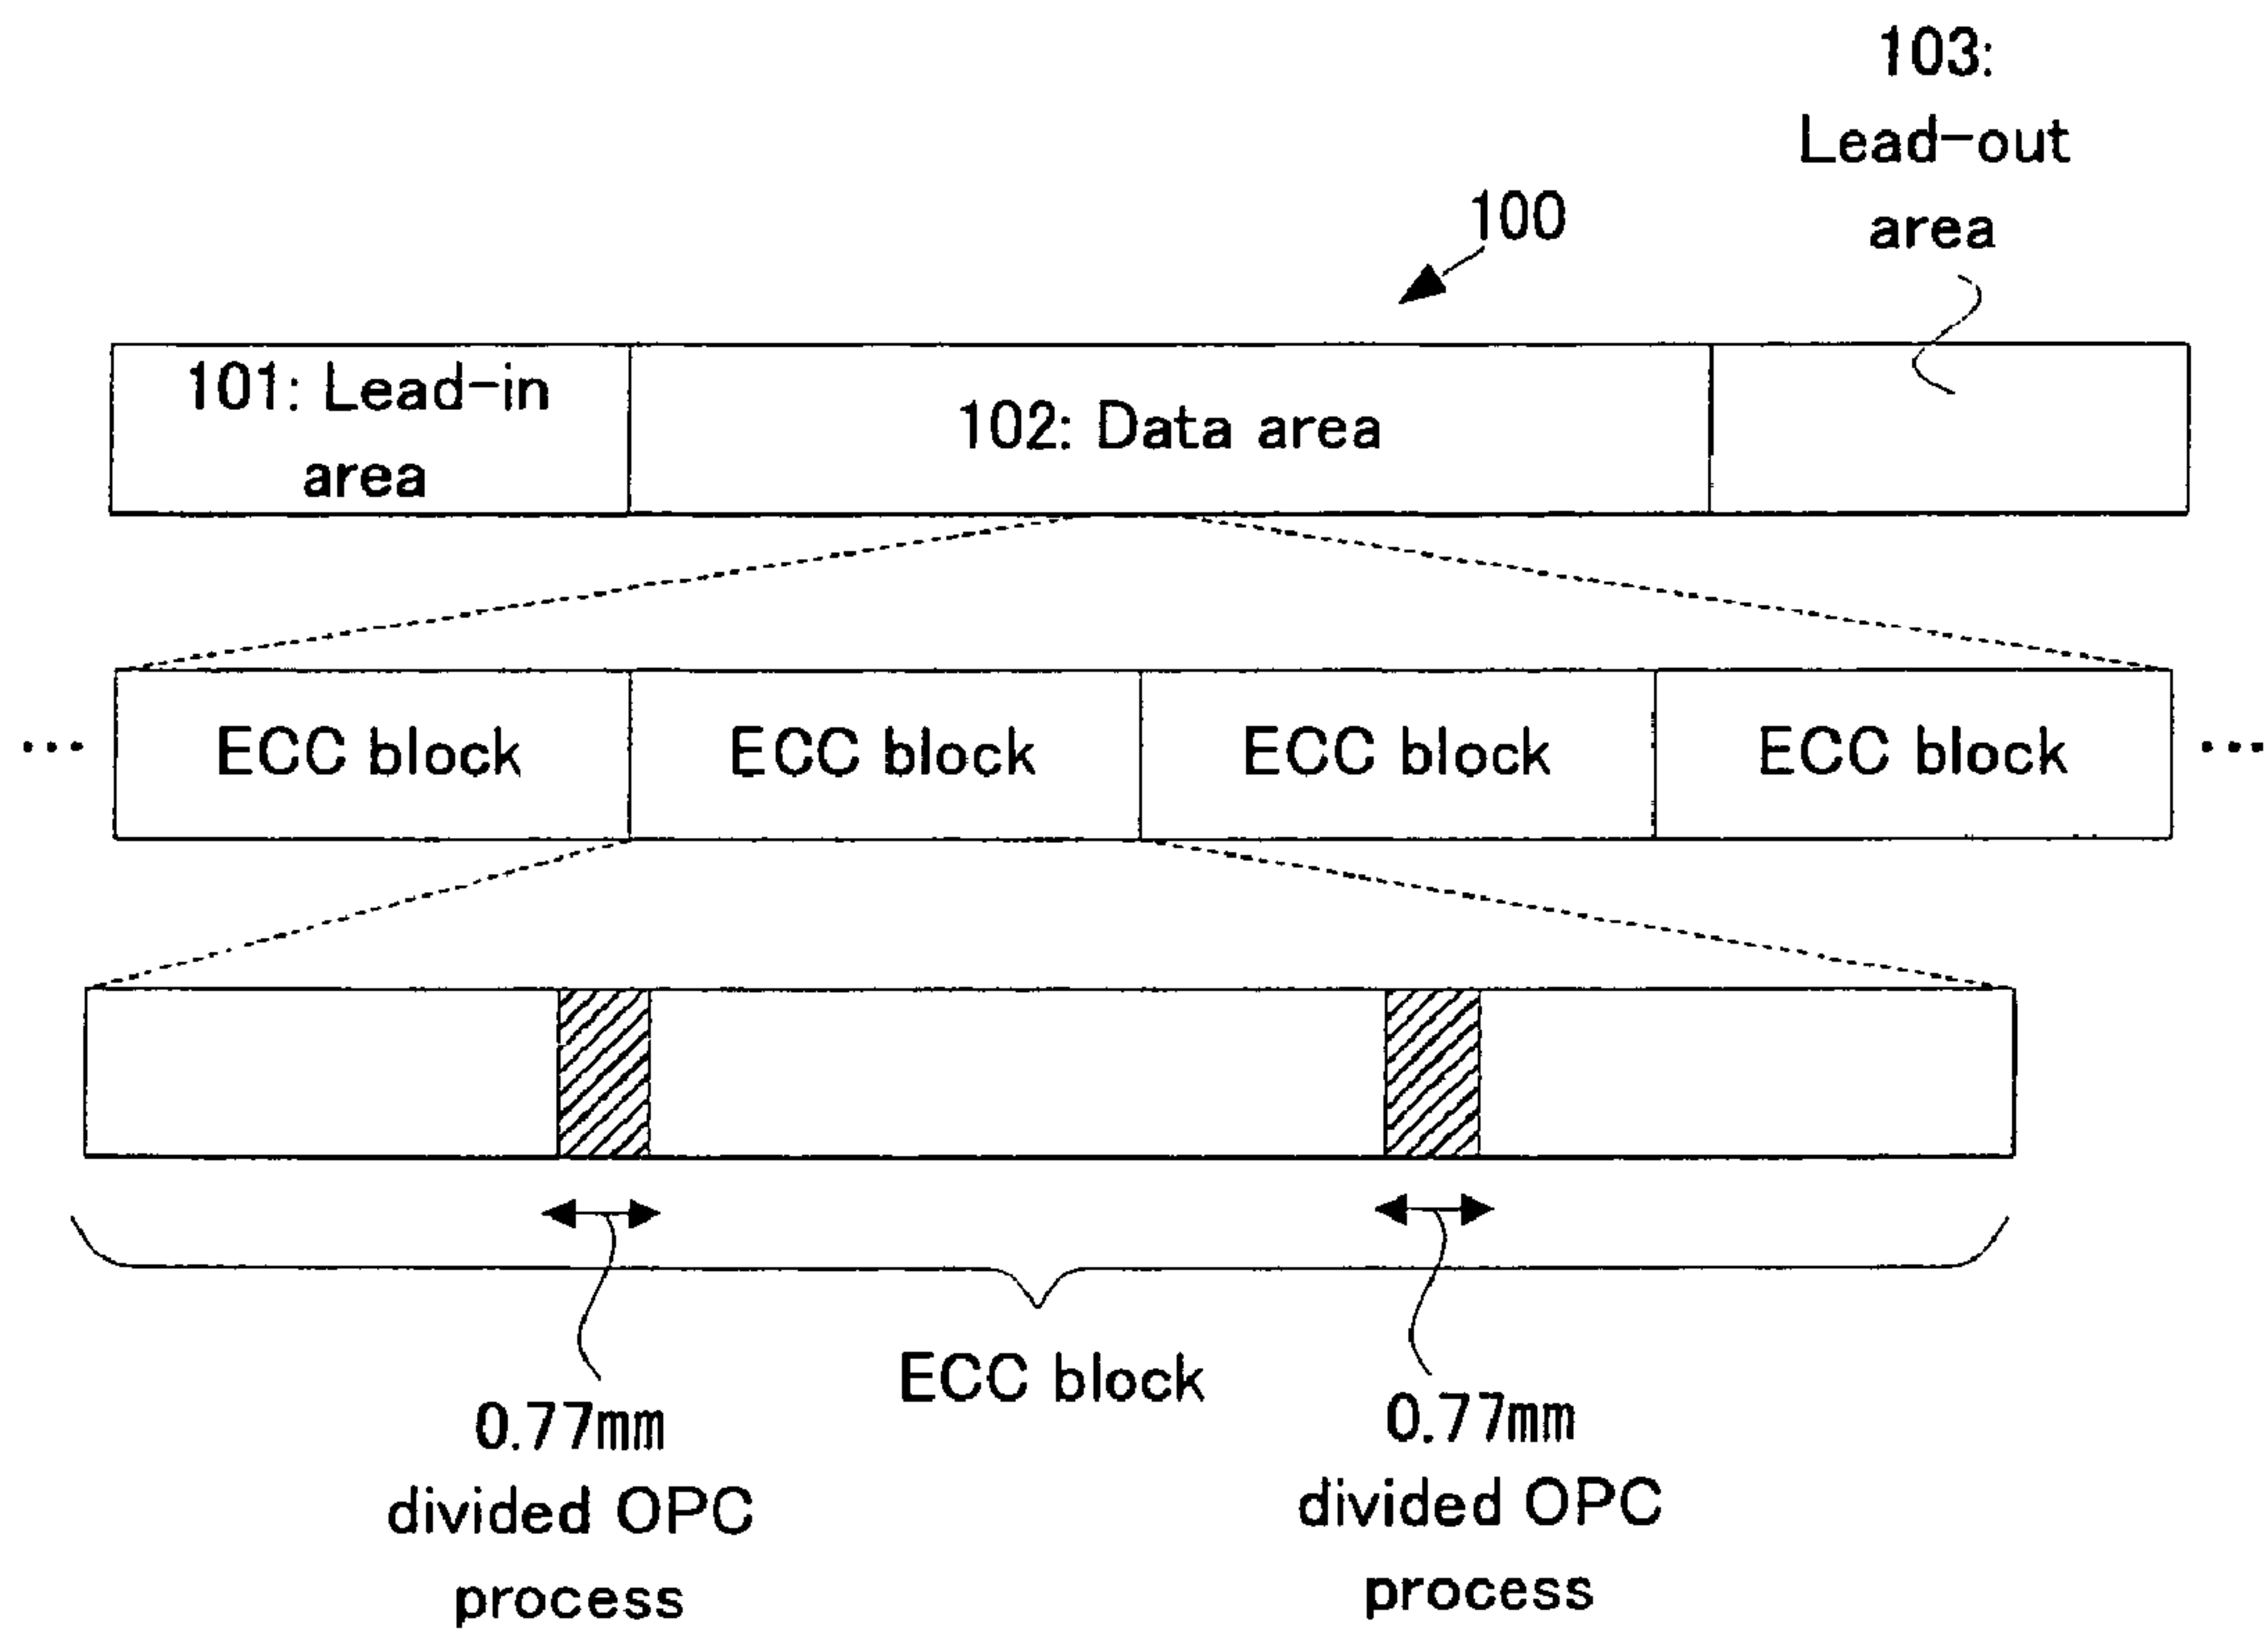 103:
Lead-out
area
100
101: Lead-in
area
102: Data area
... ECC block ECC block ECC block ECC block ...
ECC block
0.77mm
divided OPC
process
0.77mm
divided OPC
process